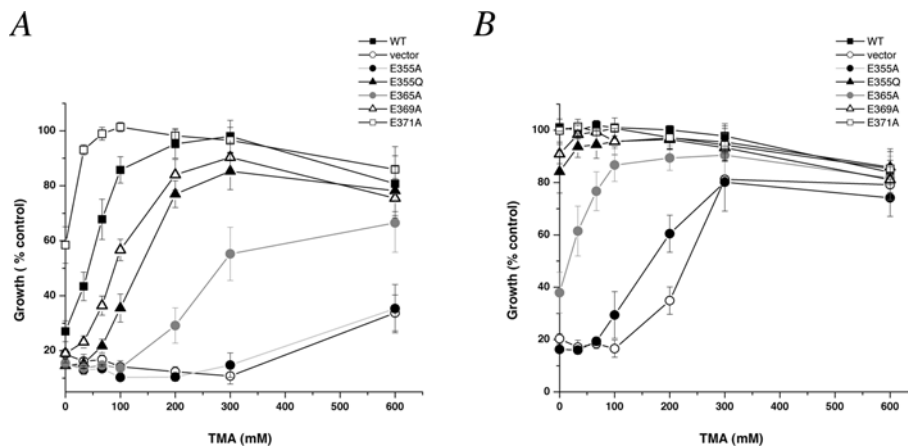 A
WT
vector
E355A
E355Q
E365A
E369A
E371A
Growth ( % control)
100
80
60
40
20
0 100 200 300 400 500 600
TMA (mM)
B
WT
vector
E355A
E355Q
E365A
E369A
E371A
Growth (% control)
100
80
60
40
20
0
0 100 200 300 400 500 600
TMA (mM)